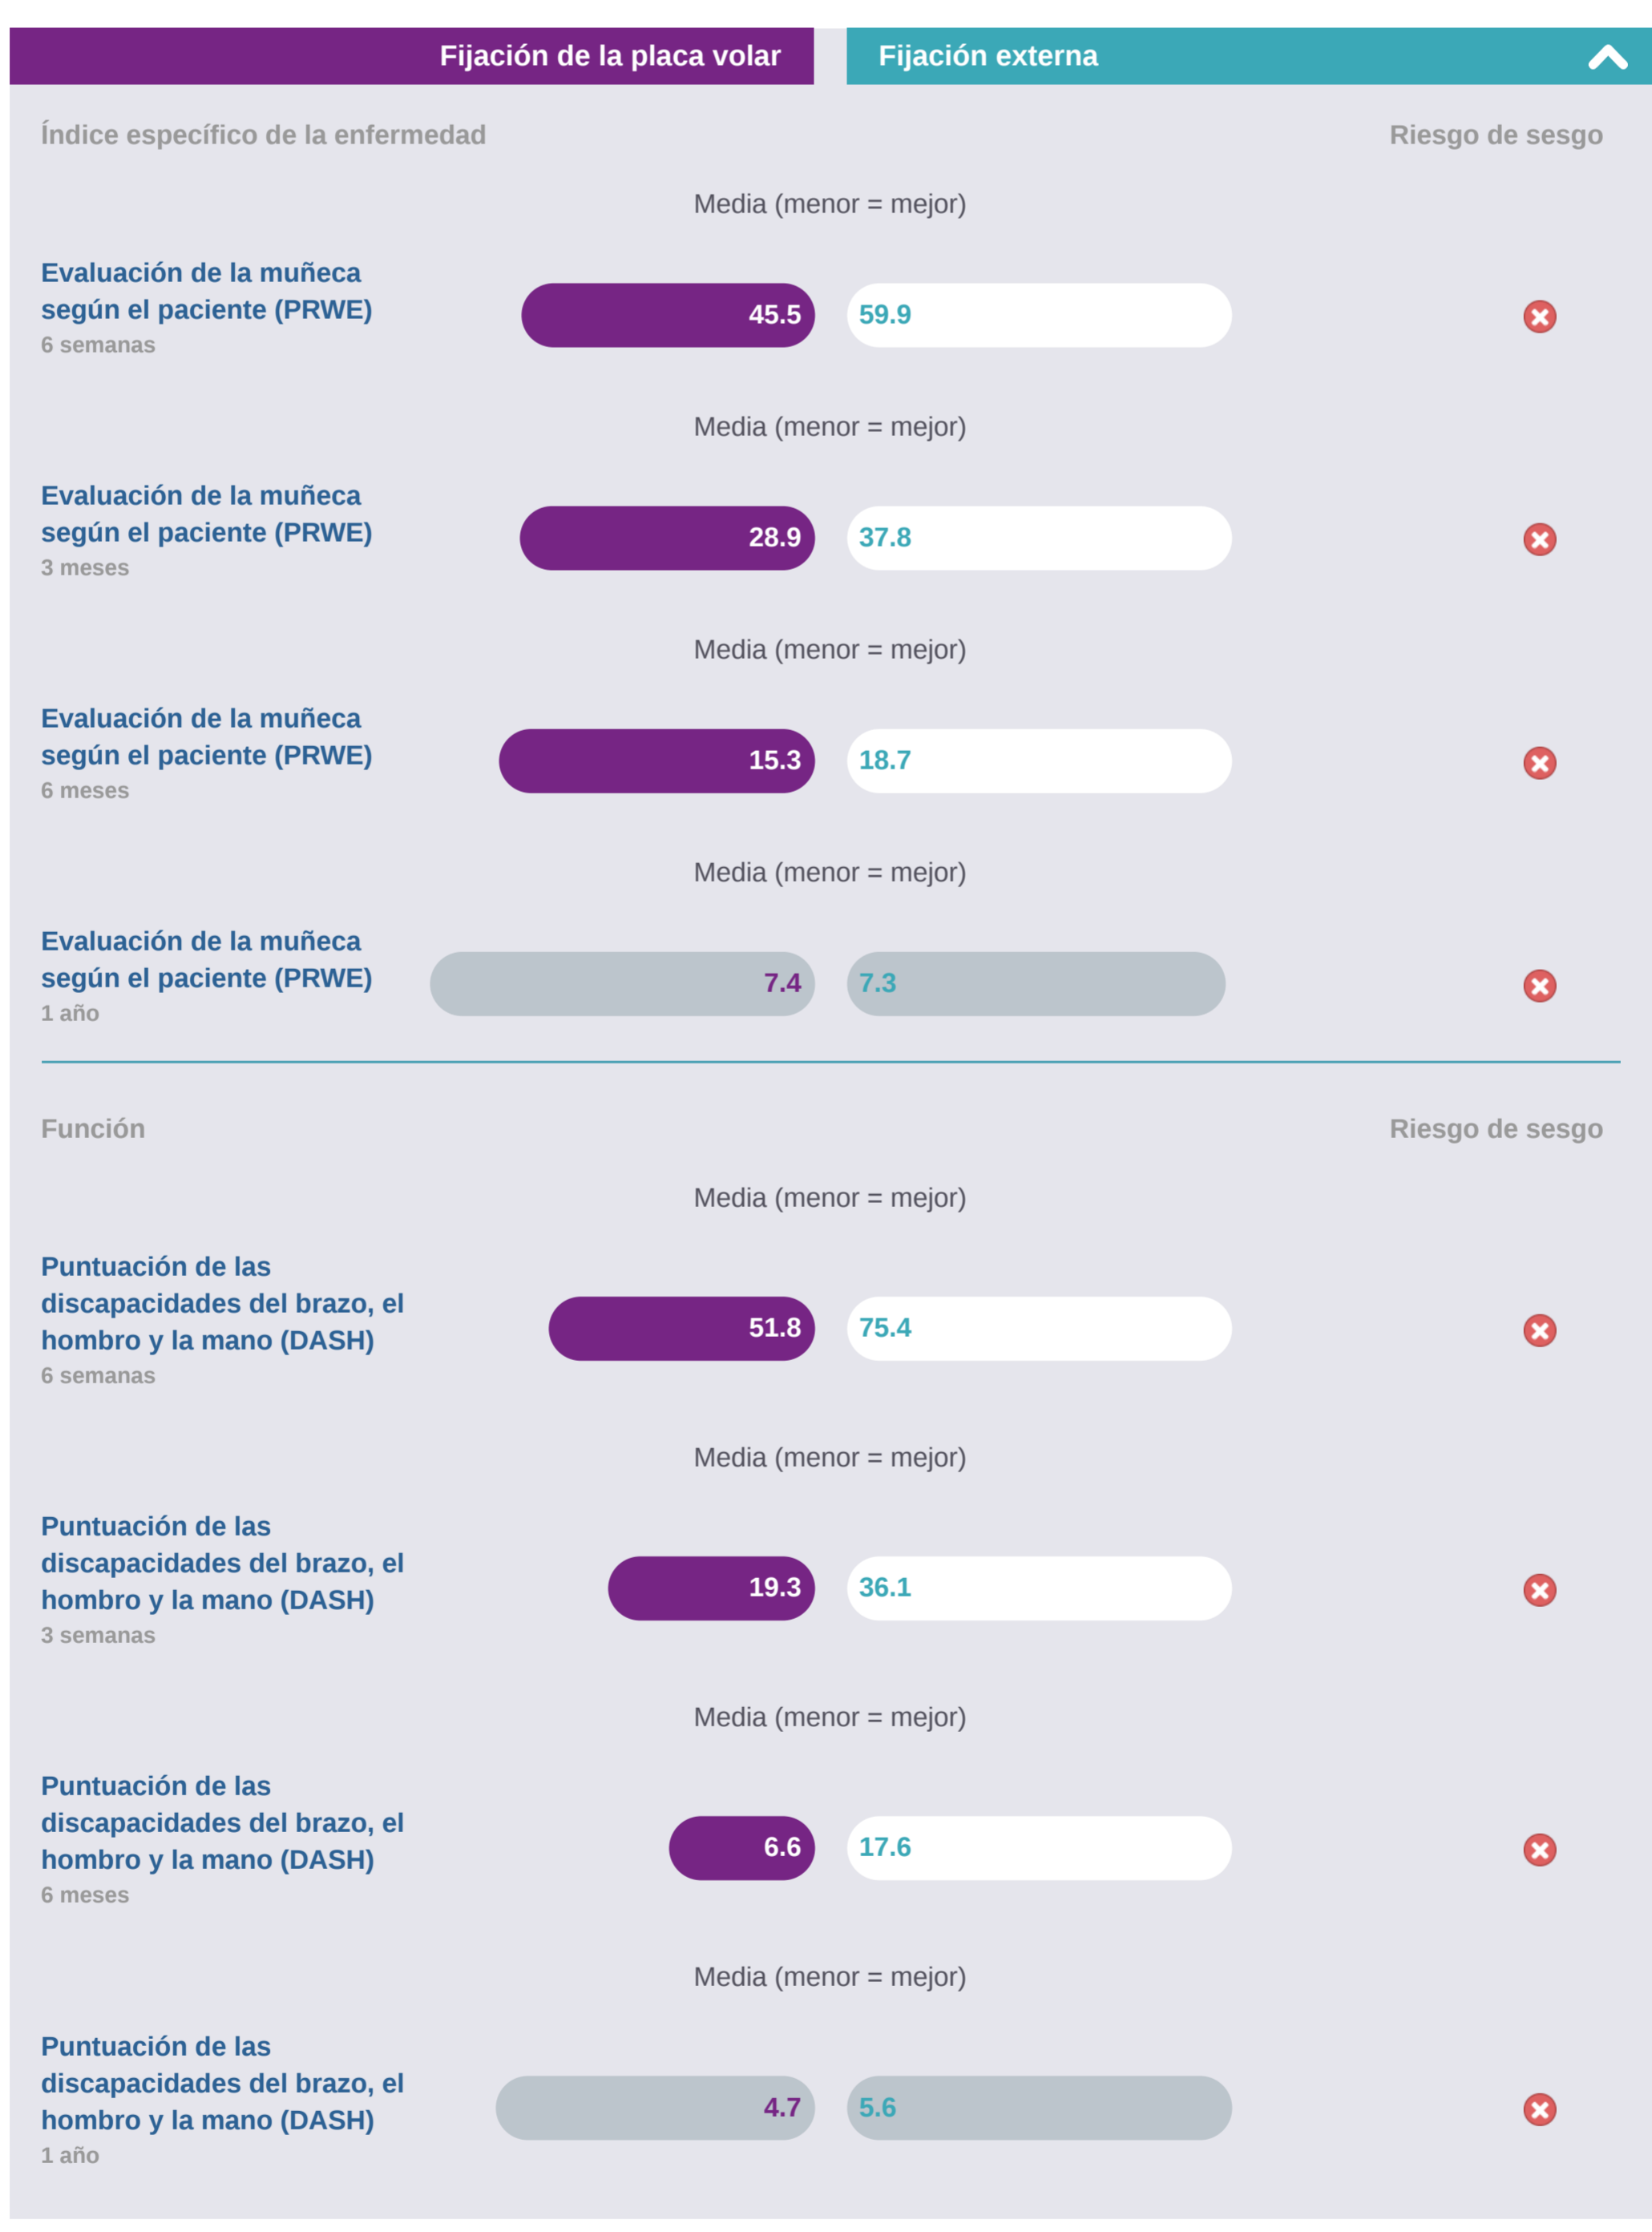 Fijación de la placa volar
Fijación externa
Índice específico de la enfermedad
Riesgo de sesgo
Media (menor = mejor)
Evaluación de la muñeca
según el paciente (PRWE)
6 semanas
45.5
59.9
Media (menor = mejor)
Evaluación de la muñeca
según el paciente (PRWE)
3 meses
28.9
37.8
Media (menor = mejor)
Evaluación de la muñeca
según el paciente (PRWE)
6 meses
15.3
18.7
Media (menor = mejor)
Evaluación de la muñeca
según el paciente (PRWE)
1 año
7.4
7.3
Función
Riesgo de sesgo
Media (menor = mejor)
Puntuación de las
discapacidades del brazo, el
hombro y la mano (DASH)
6 semanas
51.8
75.4
Media (menor = mejor)
Puntuación de las
discapacidades del brazo, el
hombro y la mano (DASH)
3 semanas
19.3
36.1
Media (menor = mejor)
Puntuación de las
discapacidades del brazo, el
hombro y la mano (DASH)
6 meses
6.6
17.6
Media (menor = mejor)
Puntuación de las
discapacidades del brazo, el
hombro y la mano (DASH)
1 año
4.7
5.6